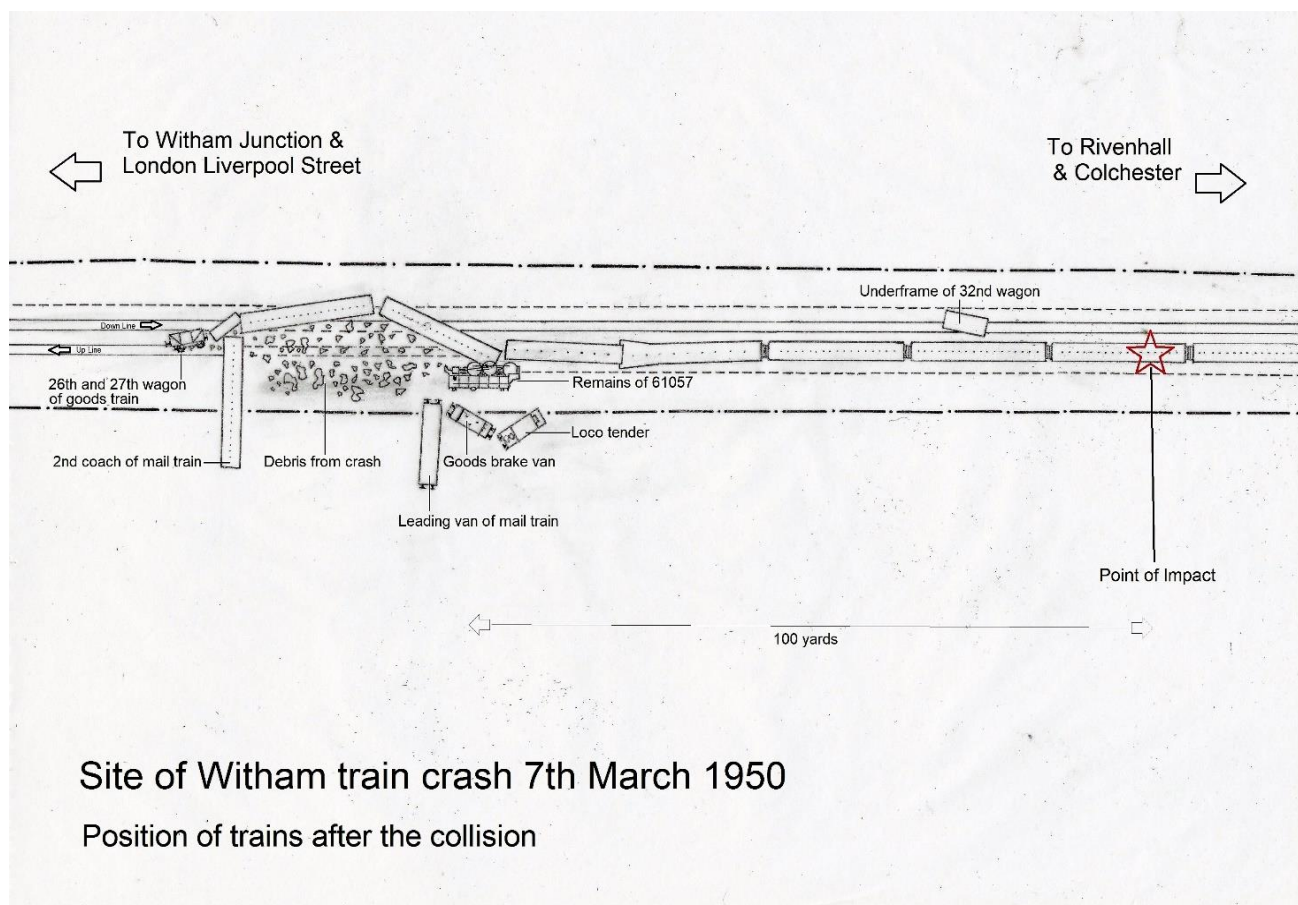 To Witham Junction &
London Liverpool Street
To Rivenhall
& Colchester
Underframe of 32nd wagon
Down Line
Up Line
26th and 27th wagon
of goods train
Remains of 61057
Loco tender
2nd coach of mail train
Debris from crash
Goods brake van
Leading van of mail train
Point of Impact
100 yards
Site of Witham train crash 7th March 1950
Position of trains after the collision